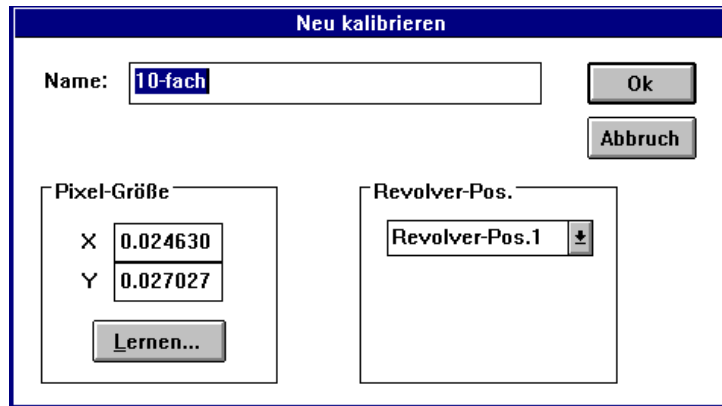 Neu kalibrieren
Name: 10-fach
Ok
Abbruch
Pixel-Größe
X 0.024630
Y 0.027027
Lernen...
Revolver-Pos.
Revolver-Pos.1